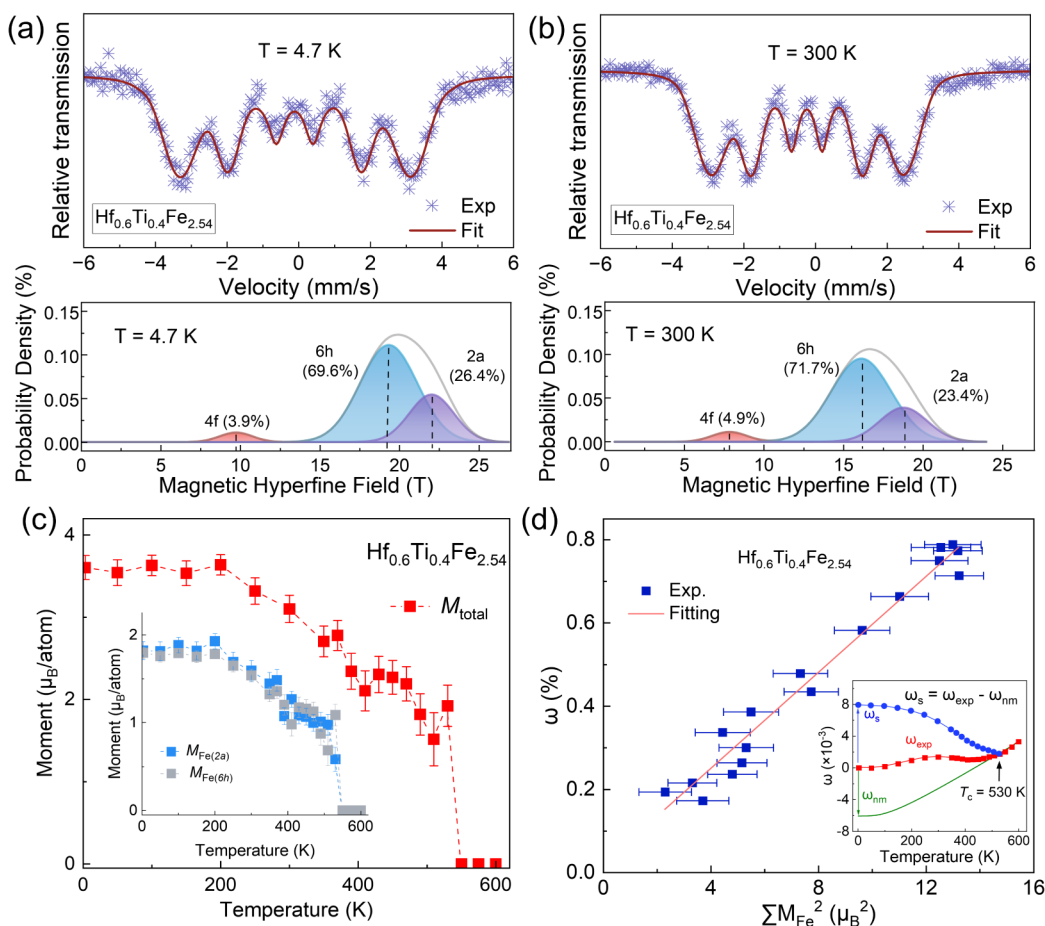 (a)
T = 4.7 K
Relative transmission
Hf0.6Ti0.4Fe2.54
Exp
Fit
−6 −4 −2 0 2 4 6
Velocity (mm/s)
Probability Density (%)
0.15
0.10
0.05
0.00
T = 4.7 K
6h
(69.6%)
2a
(26.4%)
4f (3.9%)
0 5 10 15 20 25
Magnetic Hyperfine Field (T)
(b)
T = 300 K
Relative transmission
Hf0.6Ti0.4Fe2.54
Exp
Fit
−6 −4 −2 0 2 4 6
Velocity (mm/s)
Probability Density (%)
0.15
0.10
0.05
0.00
T = 300 K
6h
(71.7%)
2a
(23.4%)
4f (4.9%)
0 5 10 15 20 25
Magnetic Hyperfine Field (T)
(c)
Hf0.6Ti0.4Fe2.54
Mtotal
Moment (μB/atom)
4
2
0
Moment (μB/atom)
2
1
0
MFe(2a)
MFe(6h)
0 200 400 600
Temperature (K)
0 200 400 600
Temperature (K)
(d)
Hf0.6Ti0.4Fe2.54
Exp.
Fitting
ω (%)
0.8
0.6
0.4
0.2
0.0
ωs = ωexp - ωnm
ωs
ωexp
ωnm
Tc = 530 K
ω (×10-3)
8
4
0
-4
-8
0 200 400 600
Temperature (K)
0 4 8 12 16
∑MFe2 (μB2)